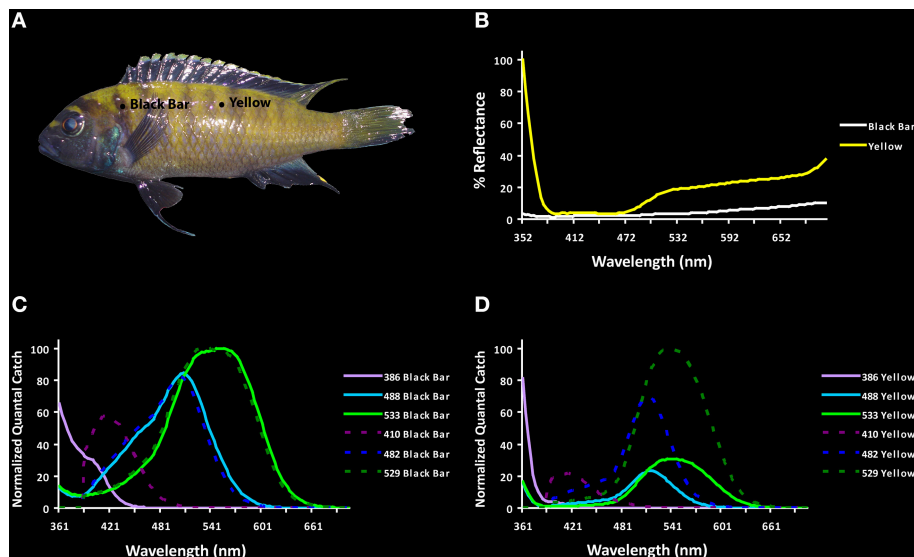 A
Black Bar
Yellow
B
% Reflectance
100
80
60
40
20
0
352 412 472 532 592 652
Wavelength (nm)
Black Bar
Yellow
C
Normalized Quantal Catch
100
80
60
40
20
0
361 421 481 541 601 661
Wavelength (nm)
386 Black Bar
488 Black Bar
533 Black Bar
410 Black Bar
482 Black Bar
529 Black Bar
D
Normalized Quantal Catch
100
80
60
40
20
0
361 421 481 541 601 661
Wavelength (nm)
386 Yellow
488 Yellow
533 Yellow
410 Yellow
482 Yellow
529 Yellow